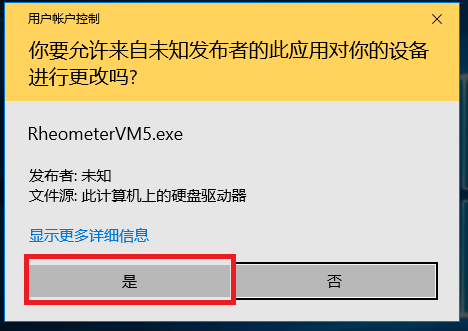 用户帐户控制
你要允许来自未知发布者的此应用对你的设备
进行更改吗?
RheometerVM5.exe
发布者: 未知
文件源: 此计算机上的硬盘驱动器
显示更多详细信息
是
否